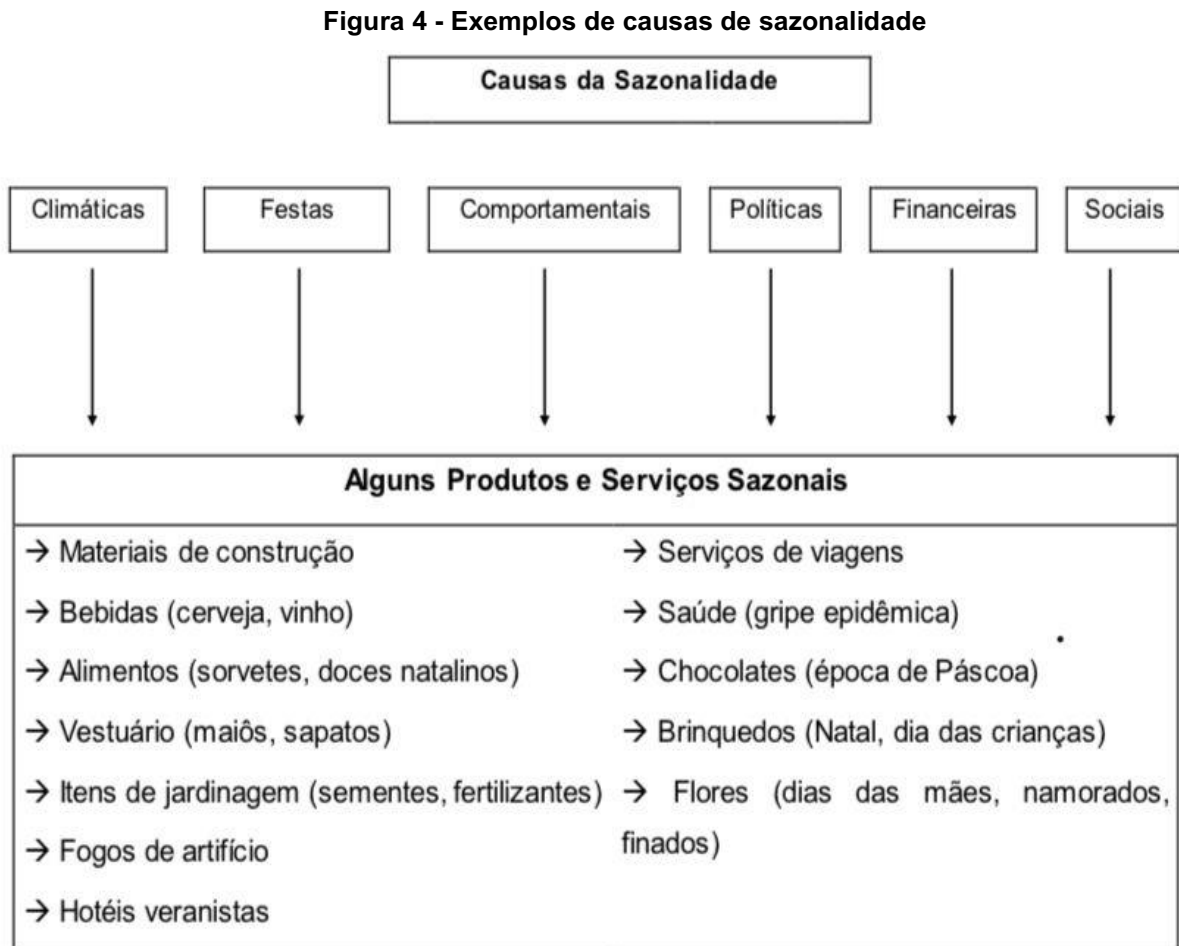 Figura 4 - Exemplos de causas de sazonalidade
Causas da Sazonalidade
Climáticas
Festas
Comportamentais
Políticas
Financeiras
Sociais
Alguns Produtos e Serviços Sazonais
→ Materiais de construção
→ Bebidas (cerveja, vinho)
→ Alimentos (sorvetes, doces natalinos)
→ Vestuário (maiôs, sapatos)
→ Itens de jardinagem (sementes, fertilizantes)
→ Fogos de artifício
→ Hotéis veranistas
→ Serviços de viagens
→ Saúde (gripe epidêmica)
→ Chocolates (época de Páscoa)
→ Brinquedos (Natal, dia das crianças)
→ Flores (dias das mães, namorados,
finados)